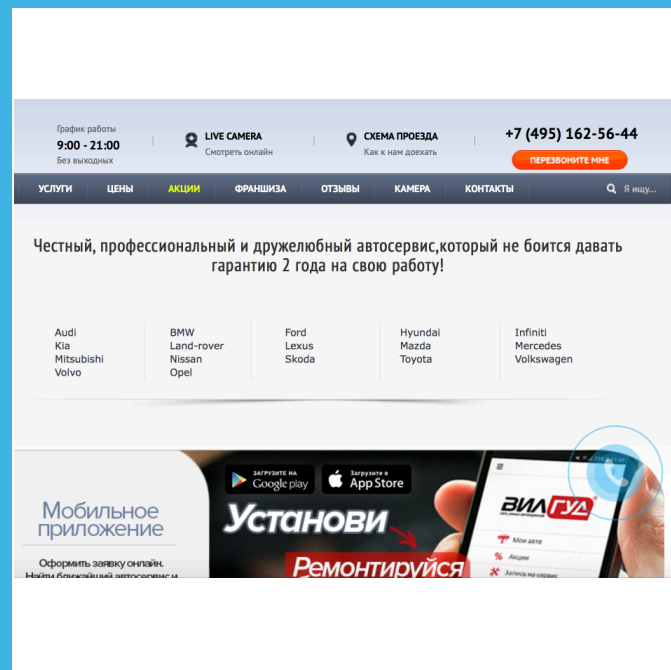 График работы
9:00 - 21:00
Без выходных
LIVE CAMERA
Смотреть онлайн
СХЕМА ПРОЕЗДА
Как к нам доехать
+7 (495) 162-56-44
ПЕРЕЗВОНИТЕ МНЕ
УСЛУГИ ЦЕНЫ АКЦИИ ФРАНШИЗА ОТЗЫВЫ КАМЕРА КОНТАКТЫ Я ищу...
Честный, профессиональный и дружелюбный автосервис,который не боится давать
гарантию 2 года на свою работу!
Audi BMW Ford Hyundai Infiniti
Kia Land-rover Lexus Mazda Mercedes
Mitsubishi Nissan Skoda Toyota Volkswagen
Volvo Opel
Мобильное
приложение
Оформить заявку онлайн.
Найти ближайший автосервис и
ЗАГРУЗИТЕ НА
Google play
Загрузите в
App Store
Установи
Ремонтируйся
ВИЛГУД
Мои авто
Акции
Запись на сервис